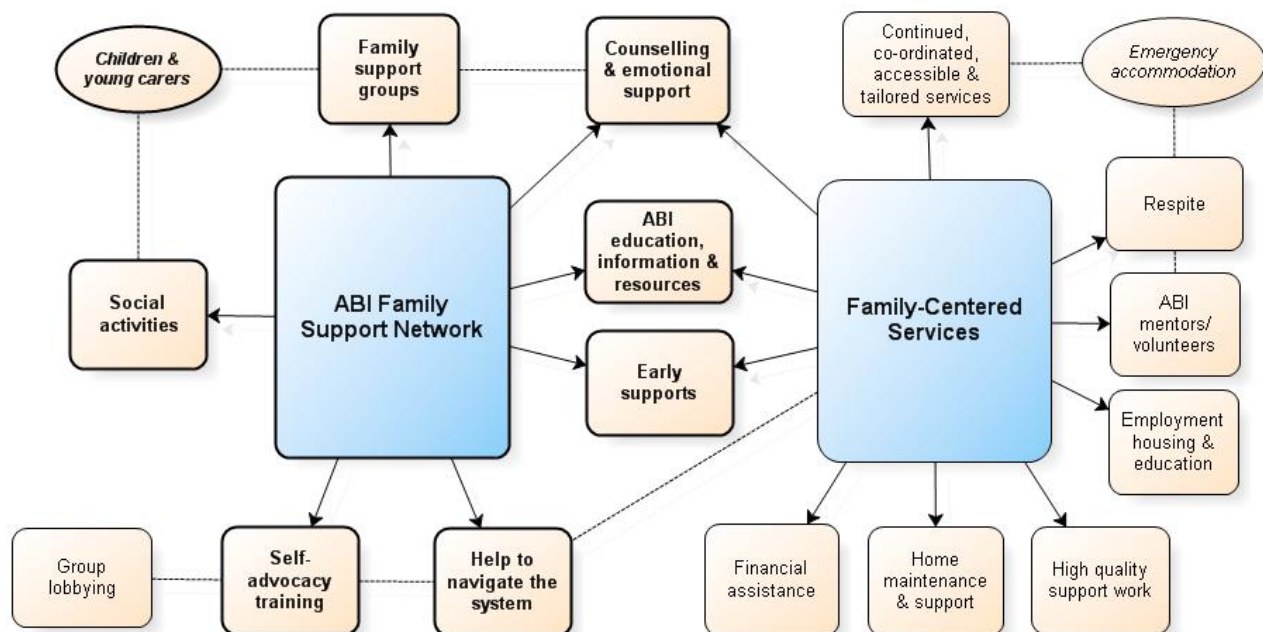 Children &
young carers
Family
support
groups
Counselling
& emotional
support
Continued,
co-ordinated,
accessible &
tailored services
Emergency
accommodation
Social
activities
ABI Family
Support Network
ABI
education,
information &
resources
Early
supports
Family-Centered
Services
Respite
ABI
mentors/
volunteers
Employment
housing &
education
Group
lobbying
Self-
advocacy
training
Help to
navigate the
system
Financial
assistance
Home
maintenance
& support
High quality
support work